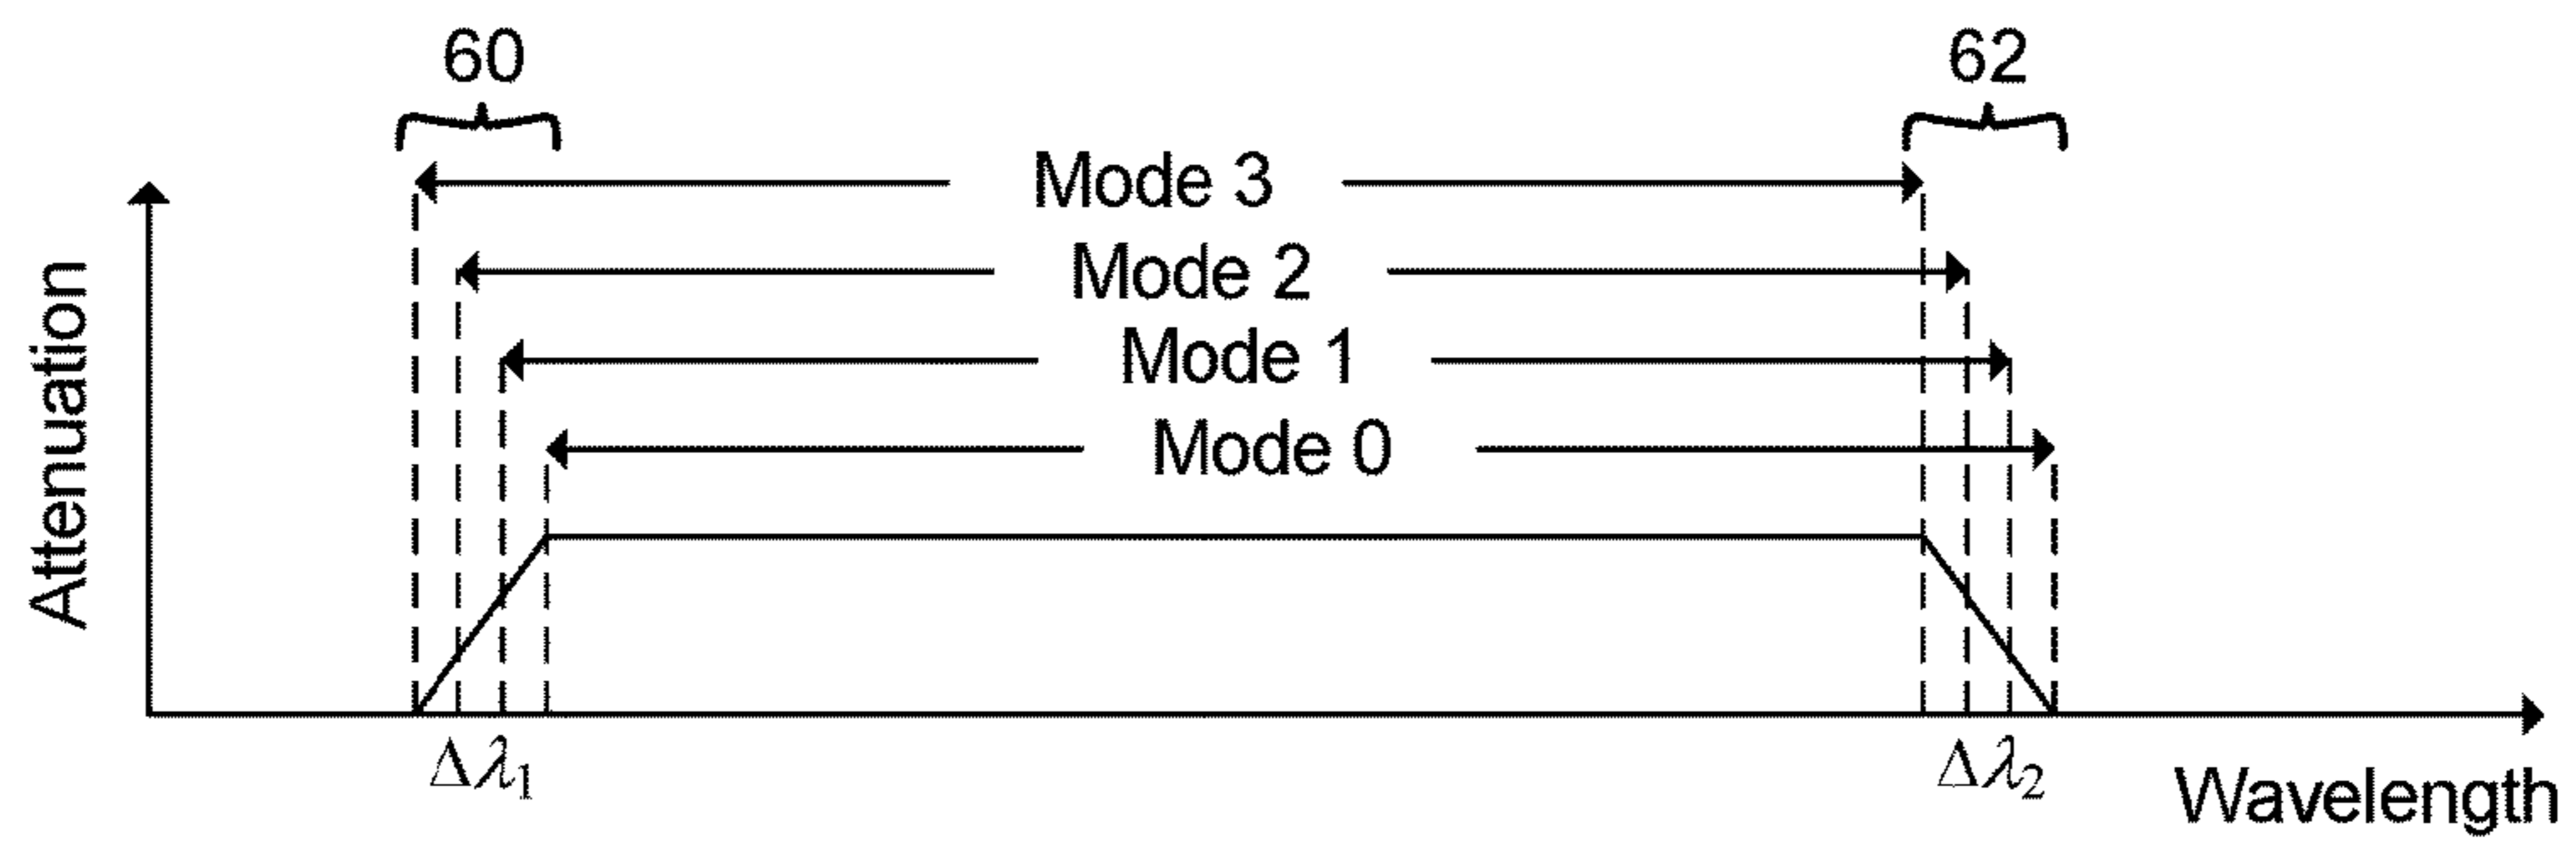 60
62
Mode 3
Mode 2
Mode 1
Mode 0
Attenuation
Δλ₁
Δλ₂
Wavelength